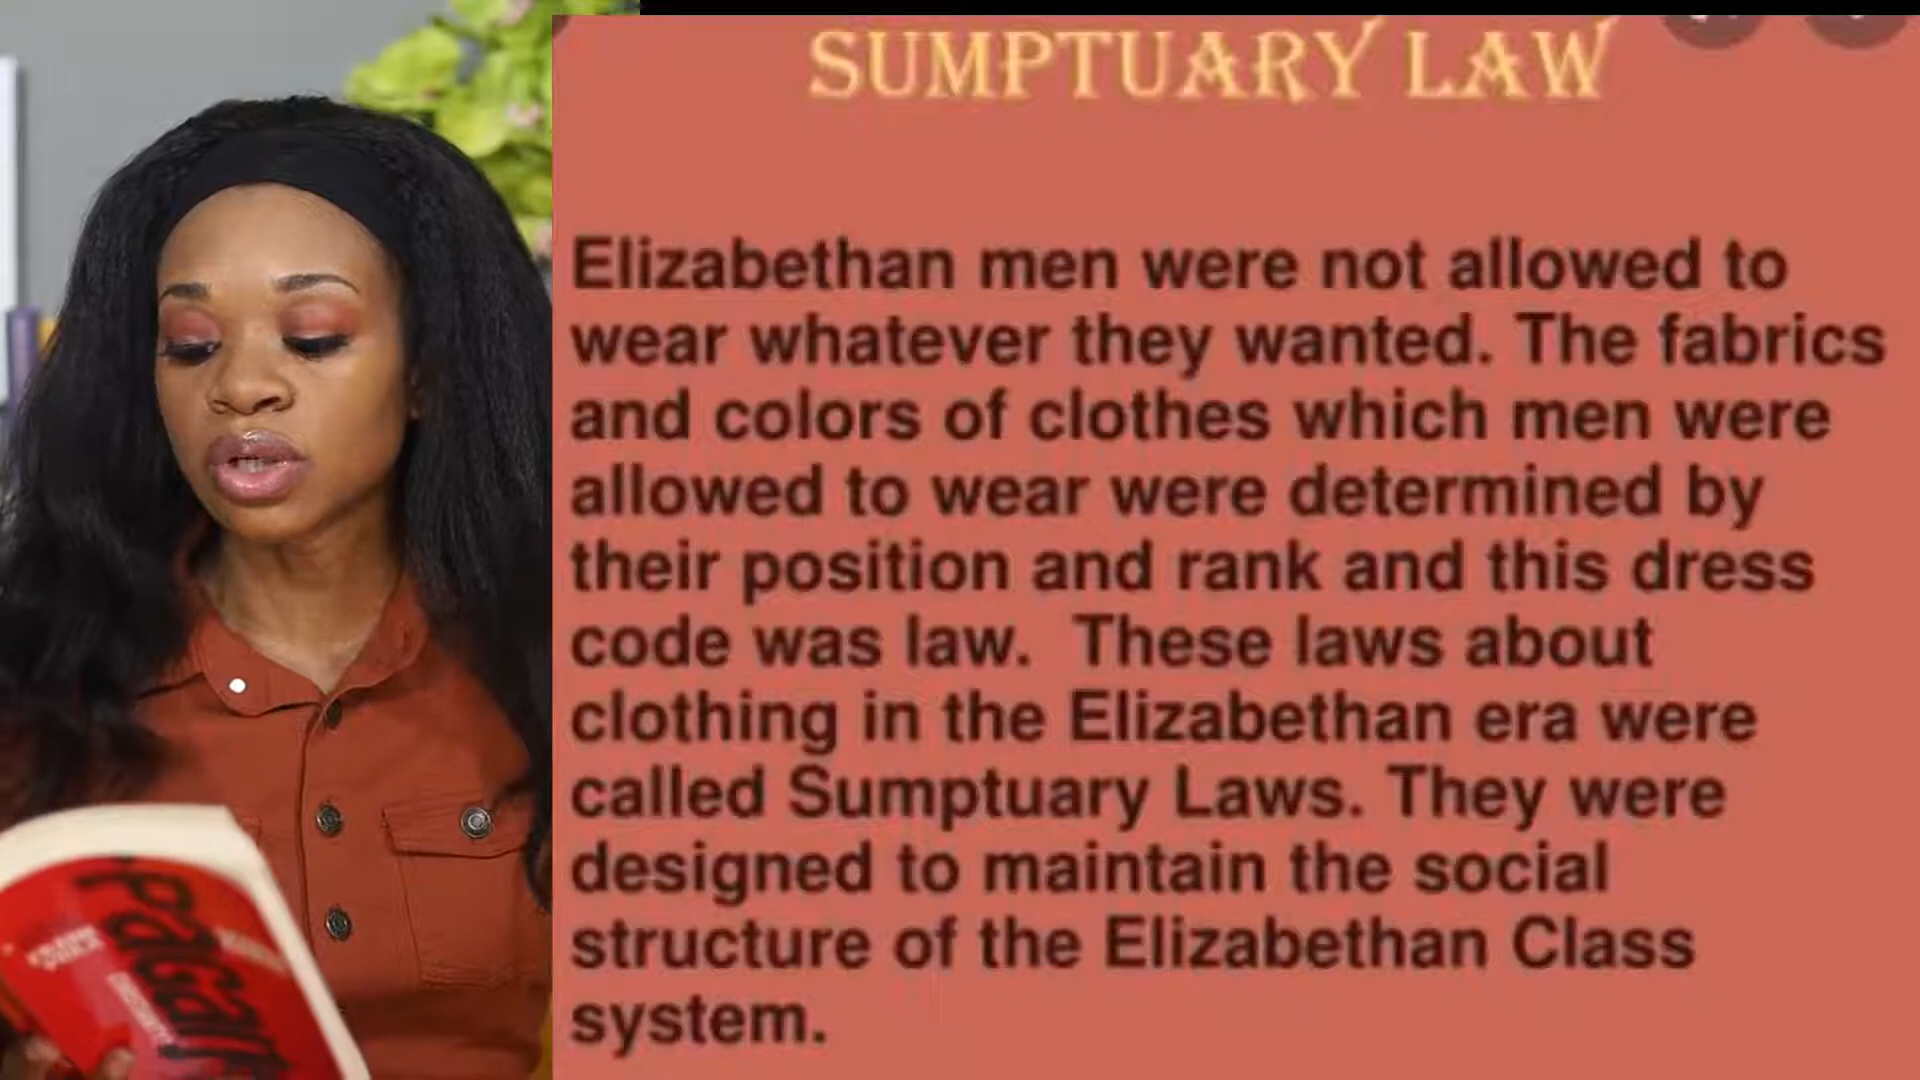 SUMPTUARY LAW
Elizabethan men were not allowed to
wear whatever they wanted. The fabrics
and colors of clothes which men were
allowed to wear were determined by
their position and rank and this dress
code was law.  These laws about
clothing in the Elizabethan era were
called Sumptuary Laws. They were
designed to maintain the social
structure of the Elizabethan Class
system.